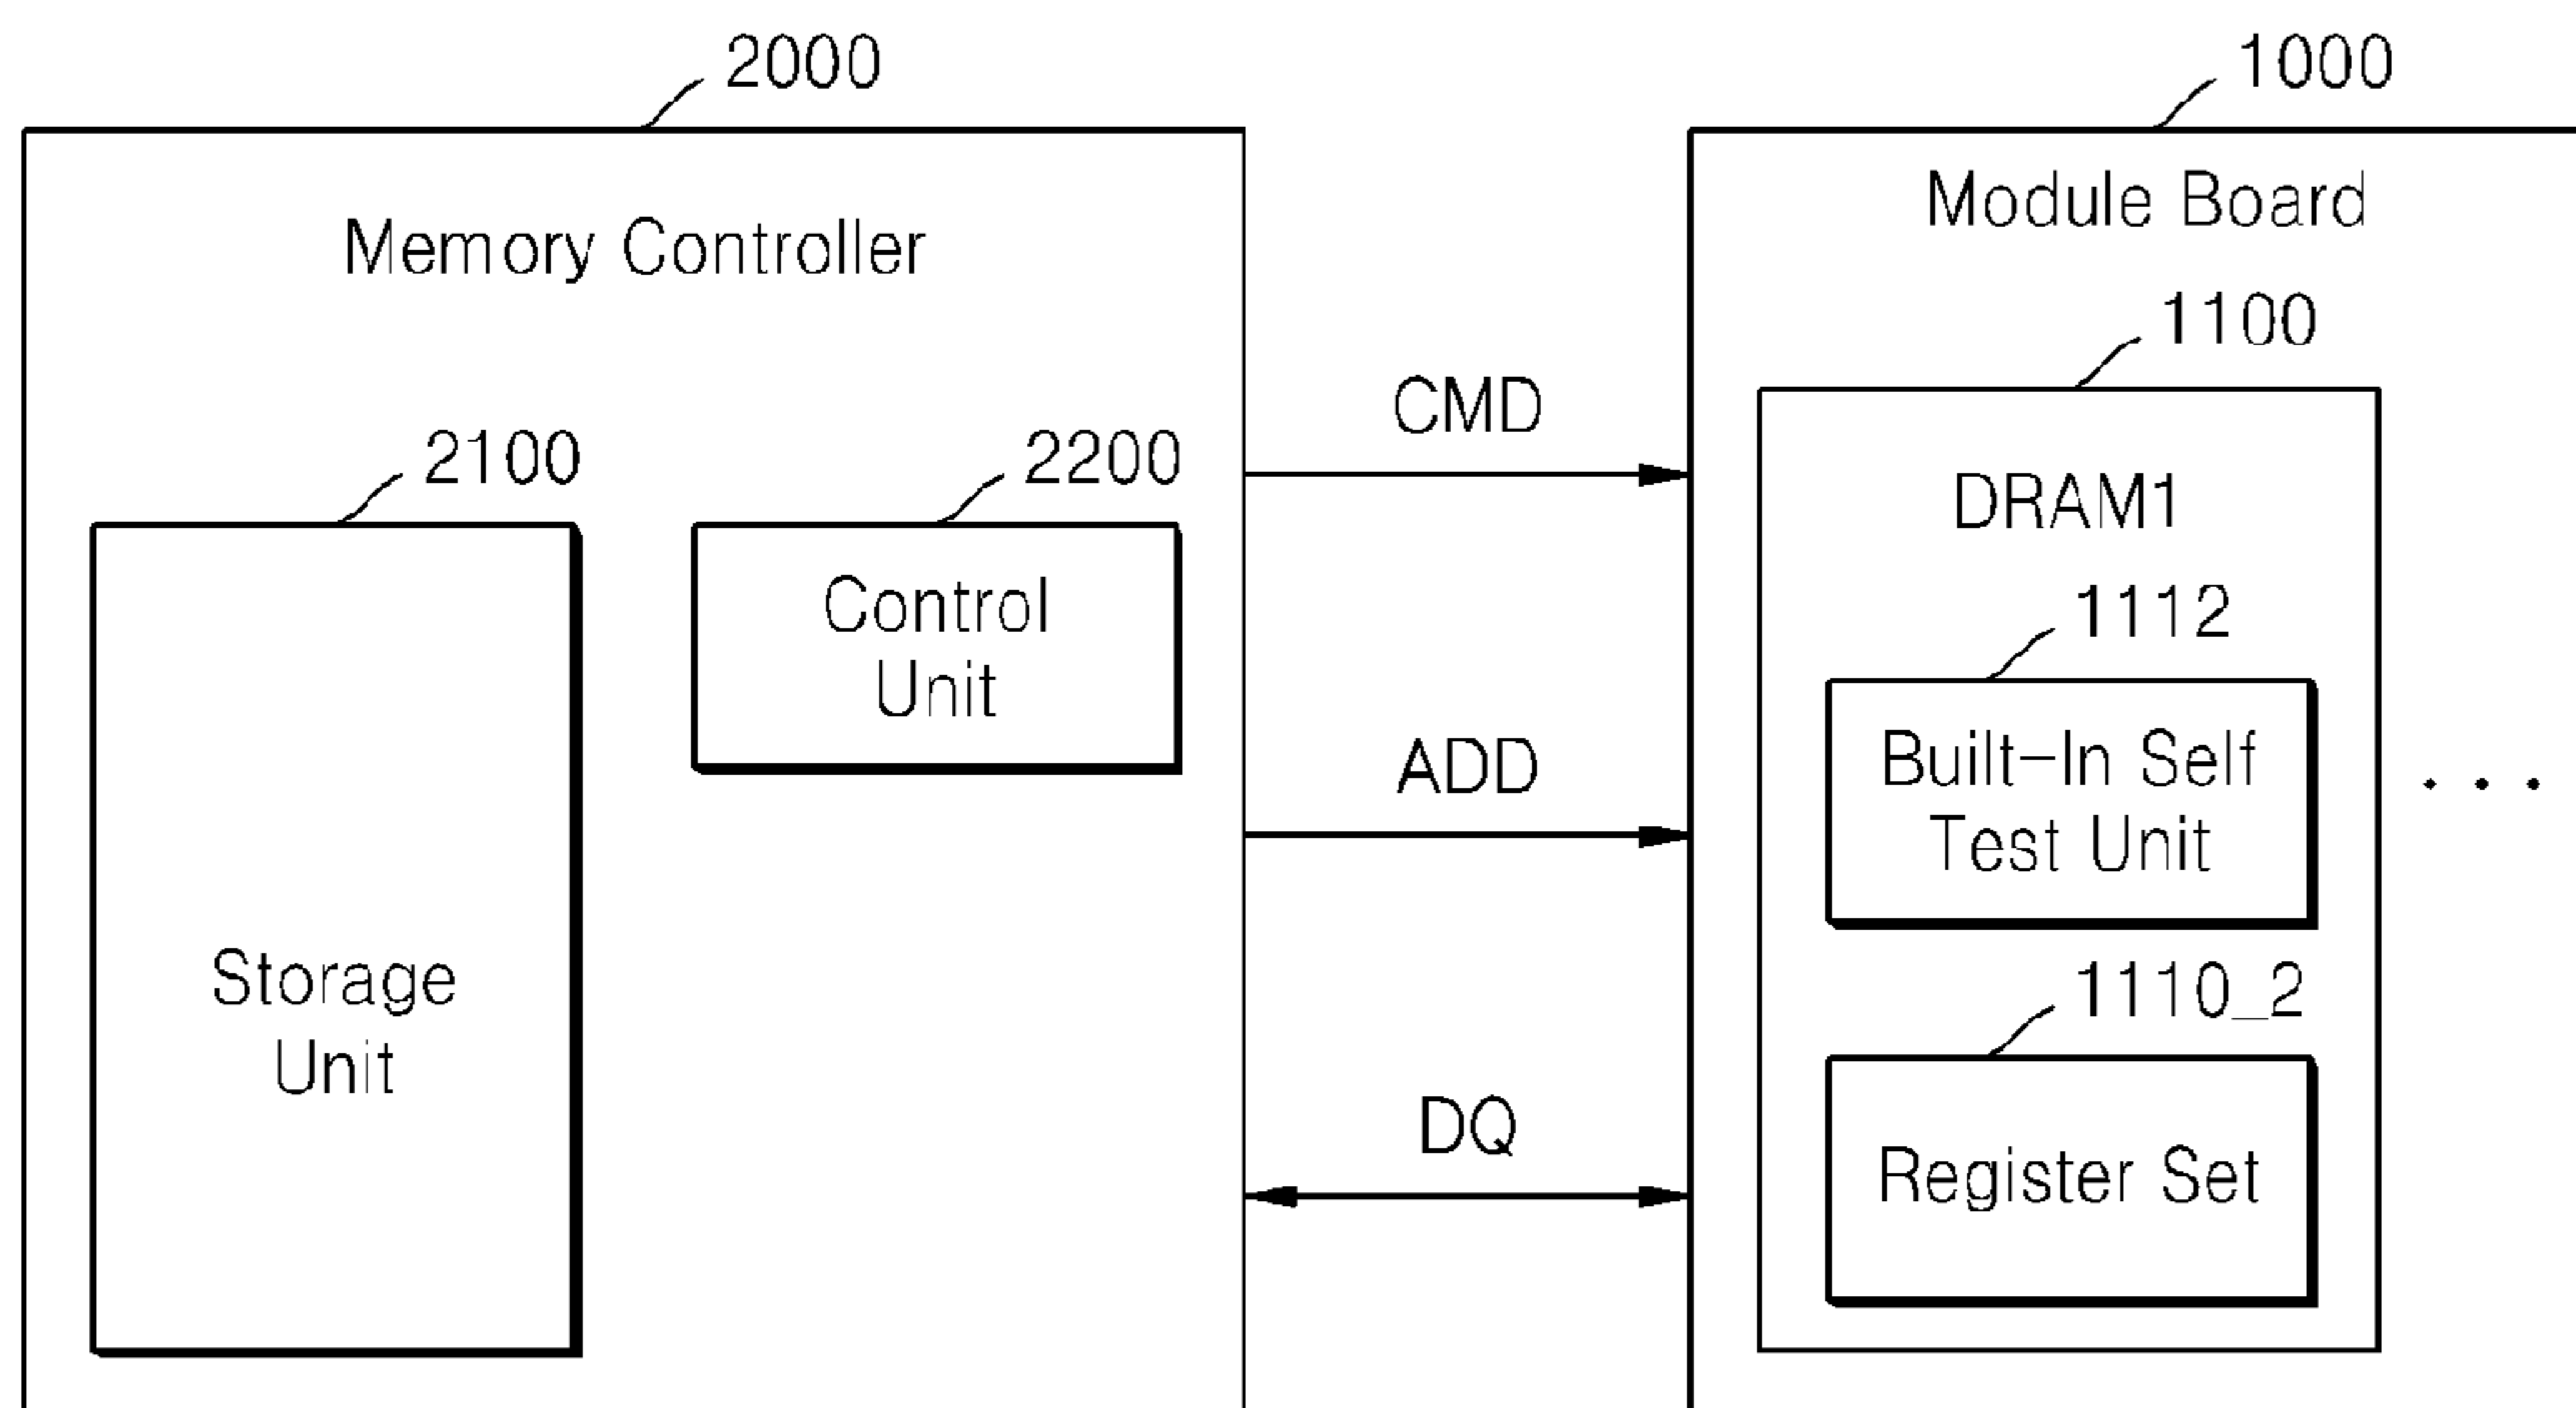 2000
1000
Memory Controller
Module Board
1100
CMD
2100
2200
DRAM1
Control
Unit
1112
ADD
Built-In Self
Test Unit
. . .
Storage
Unit
1110_2
DQ
Register Set